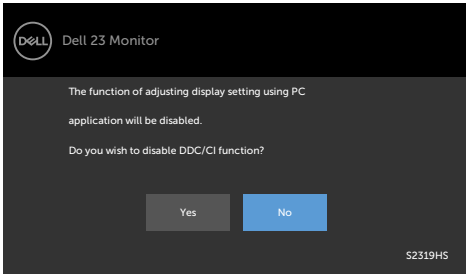 DELL
Dell 23 Monitor
The function of adjusting display setting using PC
application will be disabled.
Do you wish to disable DDC/CI function?
Yes
No
S2319HS